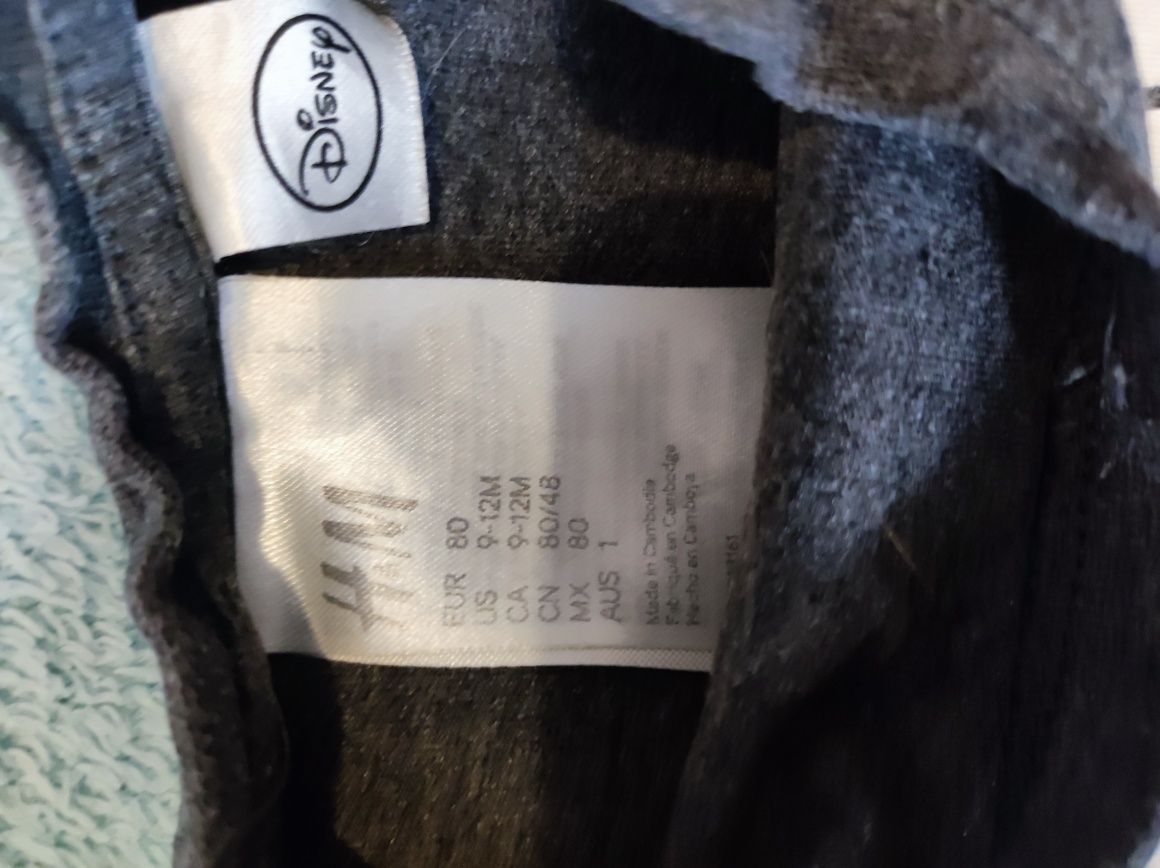 Disney
H&M
EUR 80
US 9-12M
CA 9-12M
CN 80/48
MX 80
AUS 1
Made in Cambodia
Fabriqué en Cambodge
Hecho en Camboya